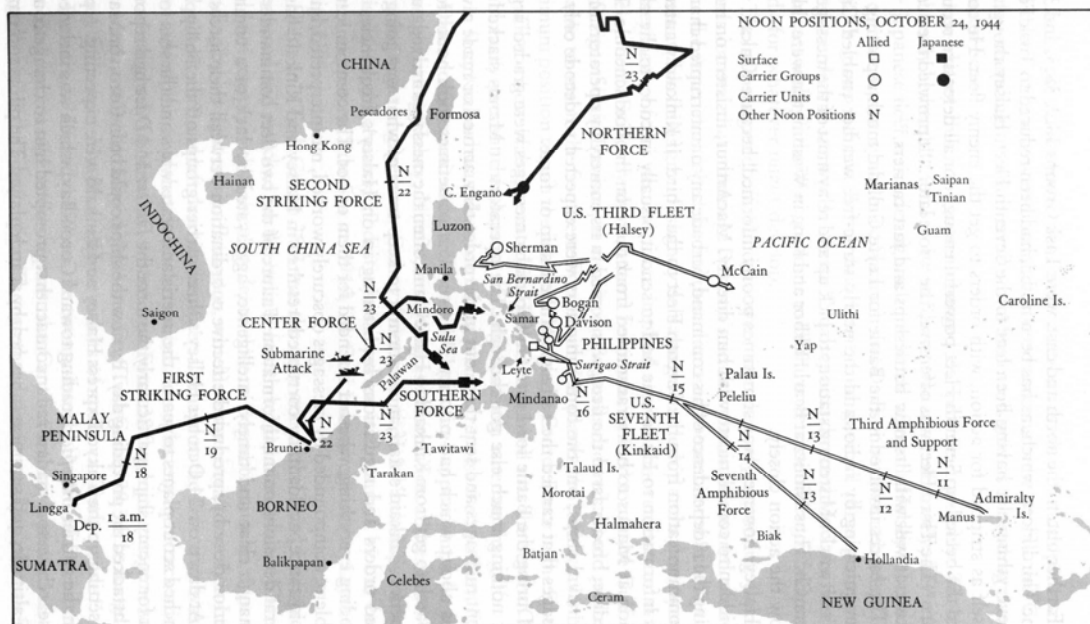 NOON POSITIONS, OCTOBER 24, 1944
Allied Japanese
Surface
Carrier Groups
Carrier Units
Other Noon Positions N
CHINA
Pescadores
Formosa
Hong Kong
Hainan
INDOCHINA
SECOND
STRIKING FORCE
N
22
N
23
NORTHERN
FORCE
C. Engaño
Luzon
SOUTH CHINA SEA
Manila
U.S. THIRD FLEET
(Halsey)
Sherman
San Bernardino
Strait
McCain
PACIFIC OCEAN
Marianas
Saipan
Tinian
Guam
Caroline Is.
Ulithi
Yap
Saigon
N
23
CENTER FORCE
Mindoro
Sulu
Sea
N
23
Submarine
Attack
Palawan
Samar
Bogan
Davison
PHILIPPINES
Leyte
Surigao Strait
Mindanao
N
16
N
15
Palau Is.
Peleliu
FIRST
STRIKING FORCE
SOUTHERN
FORCE
U.S.
SEVENTH
FLEET
(Kinkaid)
N
14
N
13
Third Amphibious Force
and Support
MALAY
PENINSULA
N
19
N
18
Brunei
N
22
N
23
Tawitawi
Tarakan
Singapore
Lingga
Dep. 1 a.m.
18
Talaud Is.
Morotai
Seventh
Amphibious
Force
N
13
N
12
N
11
Admiralty
Is.
Manus
BORNEO
Halmahera
Biak
Hollandia
SUMATRA
Balikpapan
Celebes
Batjan
Ceram
NEW GUINEA